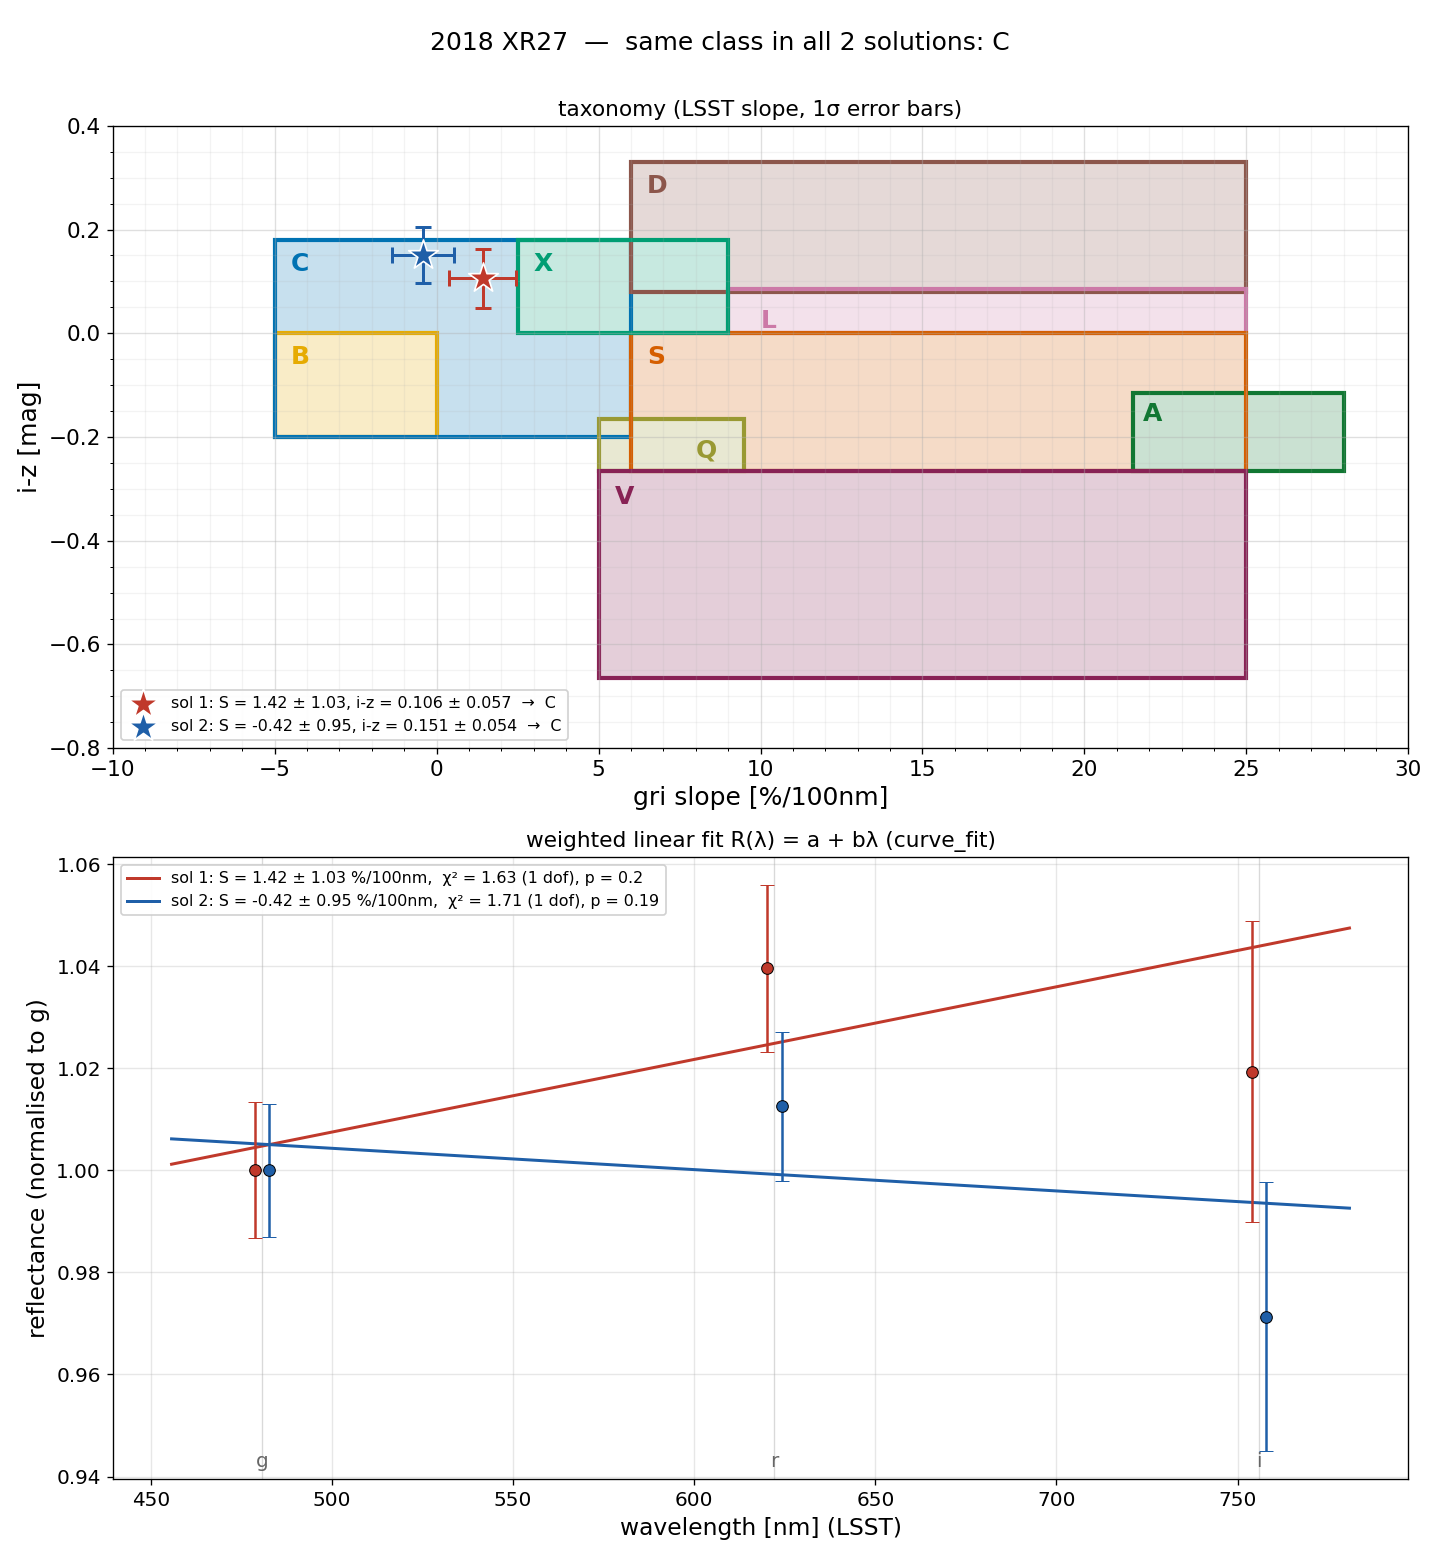 2018 XR27  —  same class in all 2 solutions: C
taxonomy (LSST slope, 1σ error bars)
i-z [mag]
0.4
0.2
0.0
−0.2
−0.4
−0.6
−0.8
D
C
X
L
B
S
A
Q
V
sol 1: S = 1.42 ± 1.03, i-z = 0.106 ± 0.057  →  C
sol 2: S = -0.42 ± 0.95, i-z = 0.151 ± 0.054  →  C
−10 −5 0 5 10 15 20 25 30
gri slope [%/100nm]
weighted linear fit R(λ) = a + bλ (curve_fit)
reflectance (normalised to g)
1.06
1.04
1.02
1.00
0.98
0.96
0.94
sol 1: S = 1.42 ± 1.03 %/100nm,  χ² = 1.63 (1 dof), p = 0.2
sol 2: S = -0.42 ± 0.95 %/100nm,  χ² = 1.71 (1 dof), p = 0.19
g r i
450 500 550 600 650 700 750
wavelength [nm] (LSST)